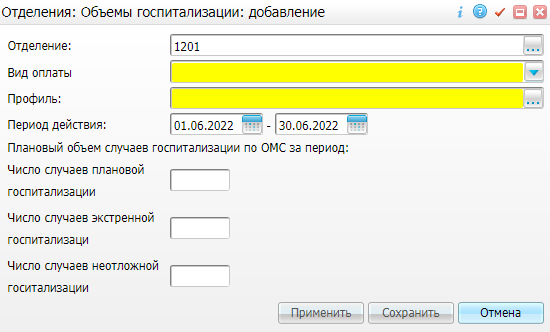 Отделения: Объемы госпитализации: добавление
Отделение: 1201 ...
Вид оплаты
Профиль: ...
Период действия: 01.06.2022 - 30.06.2022
Плановый объем случаев госпитализации по ОМС за период:
Число случаев плановой
госпитализации
Число случаев экстренной
госпитализаци
Число случаев неотложной
госитализации
Применить Сохранить Отмена